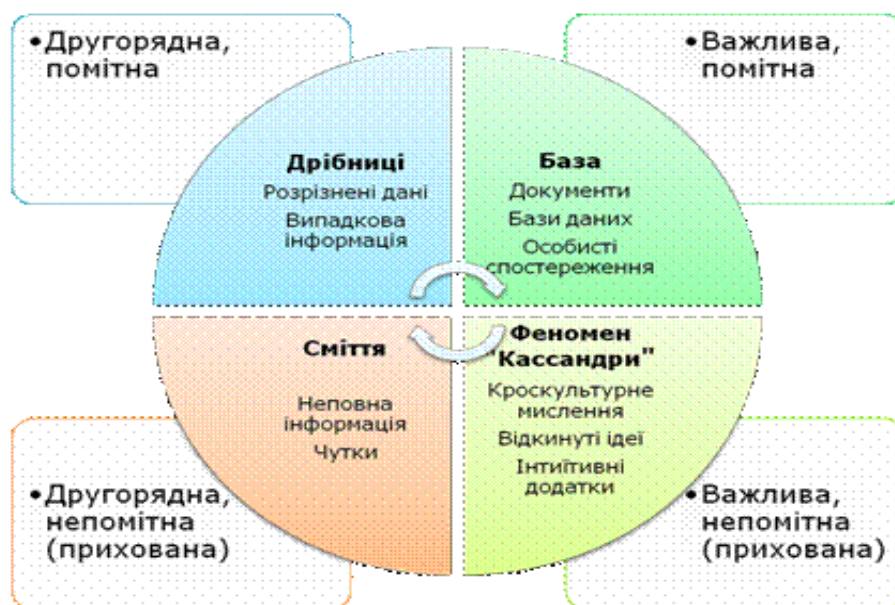 •Другорядна,
помітна
•Важлива,
помітна
Дрібниці
Розрізнені дані
Випадкова
інформація
База
Документи
Бази даних
Особисті
спостереження
Сміття
Неповна
інформація
Чутки
Феномен
"Кассандри"
Кроскультурне
мислення
Відкинуті ідеї
Інтиїтивні
додатки
•Другорядна,
непомітна
(прихована)
•Важлива,
непомітна
(прихована)